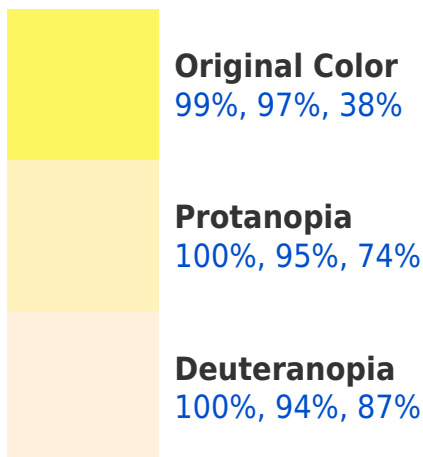 Original Color
99%, 97%, 38%
Protanopia
100%, 95%, 74%
Deuteranopia
100%, 94%, 87%